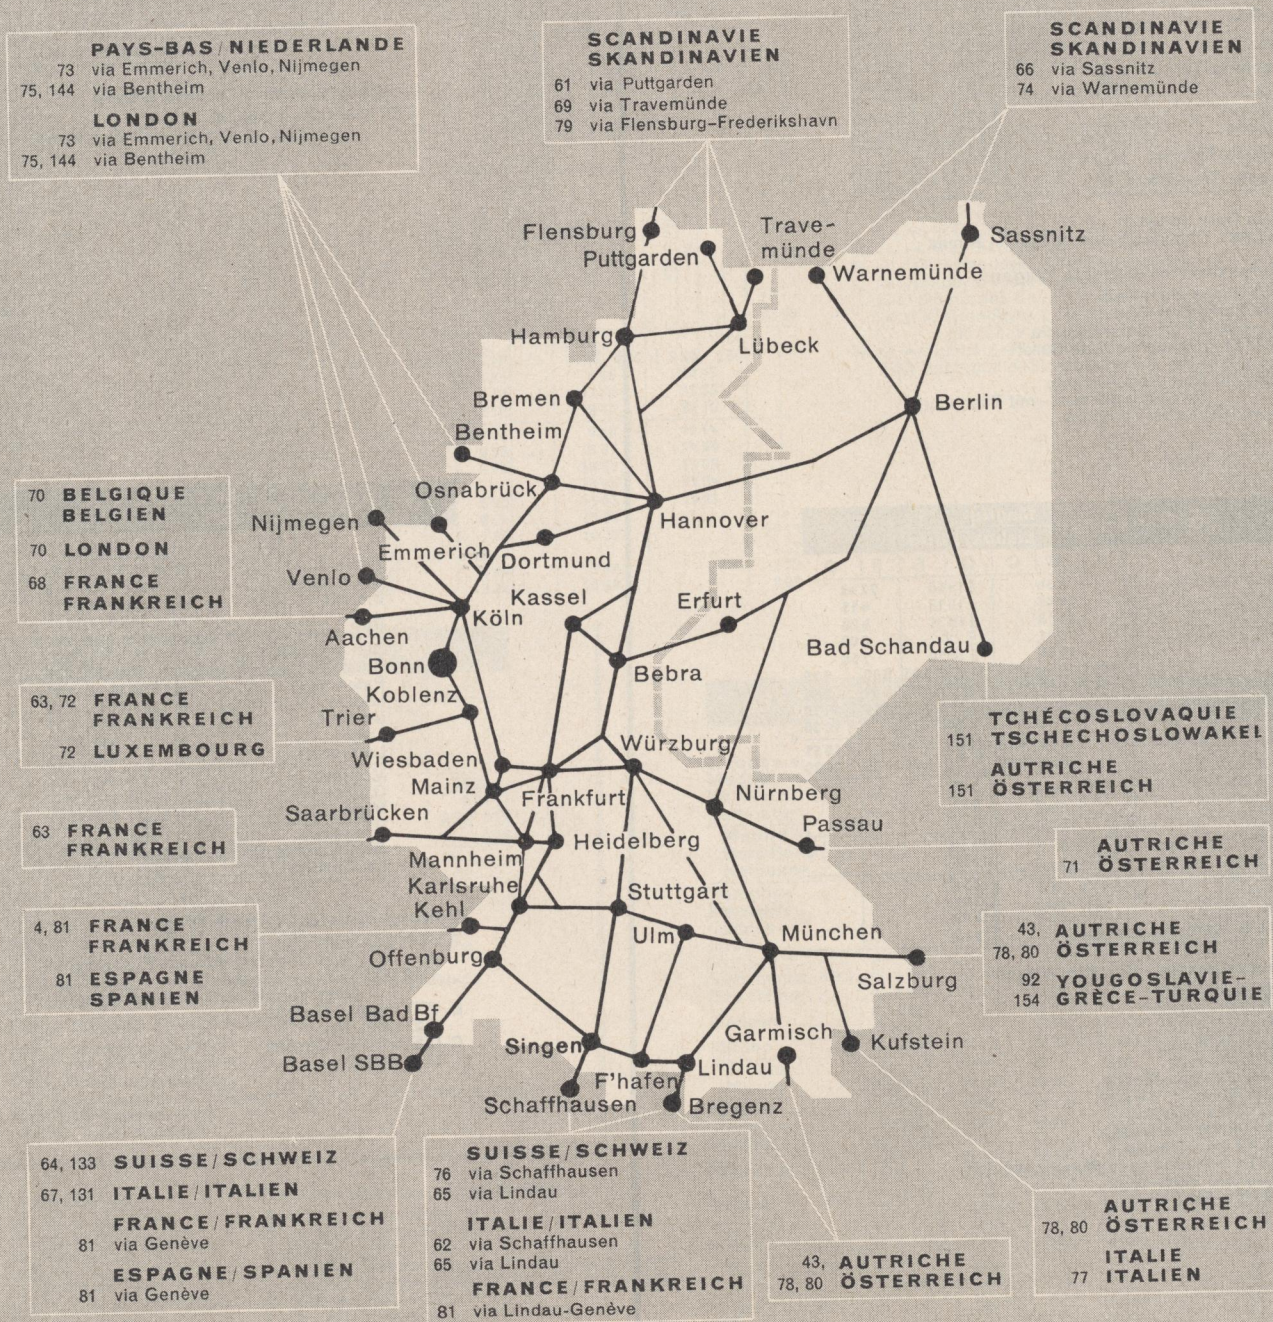 PAYS-BAS/NIEDERLANDE
73 via Emmerich, Venlo, Nijmegen
75, 144 via Bentheim
LONDON
73 via Emmerich, Venlo, Nijmegen
75, 144 via Bentheim
SCANDINAVIE
SKANDINAVIEN
61 via Puttgarden
69 via Travemünde
79 via Flensburg-Frederikshavn
SCANDINAVIE
SKANDINAVIEN
66 via Sassnitz
74 via Warnemünde
Flensburg
Puttgarden
Trave-
münde
Warnemünde
Sassnitz
Hamburg
Lübeck
Bremen
Berlin
Bentheim
Osnabrück
Hannover
70 BELGIQUE
BELGIEN
70 LONDON
68 FRANCE
FRANKREICH
Nijmegen
Emmerich
Dortmund
Venlo
Kassel
Erfurt
Köln
Aachen
Bad Schandau
Bonn
Bebra
Koblenz
63, 72 FRANCE
FRANKREICH
72 LUXEMBOURG
Trier
Würzburg
Wiesbaden
Mainz
Frankfurt
Nürnberg
TCHÉCOSLOVAQUIE
151 TSCHECHOSLOWAKEI
AUTRICHE
151 ÖSTERREICH
Saarbrücken
63 FRANCE
FRANKREICH
Passau
Heidelberg
Mannheim
AUTRICHE
71 ÖSTERREICH
Karlsruhe
Stuttgart
Kehl
4, 81 FRANCE
FRANKREICH
81 ESPAGNE
SPANIEN
Ulm
München
Offenburg
Salzburg
43, AUTRICHE
78, 80 ÖSTERREICH
92 YOUGOSLAVIE-
154 GRÈCE-TURQUIE
Basel Bad Bf
Basel SBB
Singen
Garmisch
Kufstein
F'hafen
Lindau
Schaffhausen
Bregenz
64, 133 SUISSE/SCHWEIZ
67, 131 ITALIE/ITALIEN
FRANCE/FRANKREICH
81 via Genève
ESPAGNE/SPANIEN
81 via Genève
SUISSE/SCHWEIZ
76 via Schaffhausen
65 via Lindau
ITALIE/ITALIEN
62 via Schaffhausen
65 via Lindau
FRANCE/FRANKREICH
81 via Lindau-Genève
43, AUTRICHE
78, 80 ÖSTERREICH
AUTRICHE
78, 80 ÖSTERREICH
ITALIE
77 ITALIEN